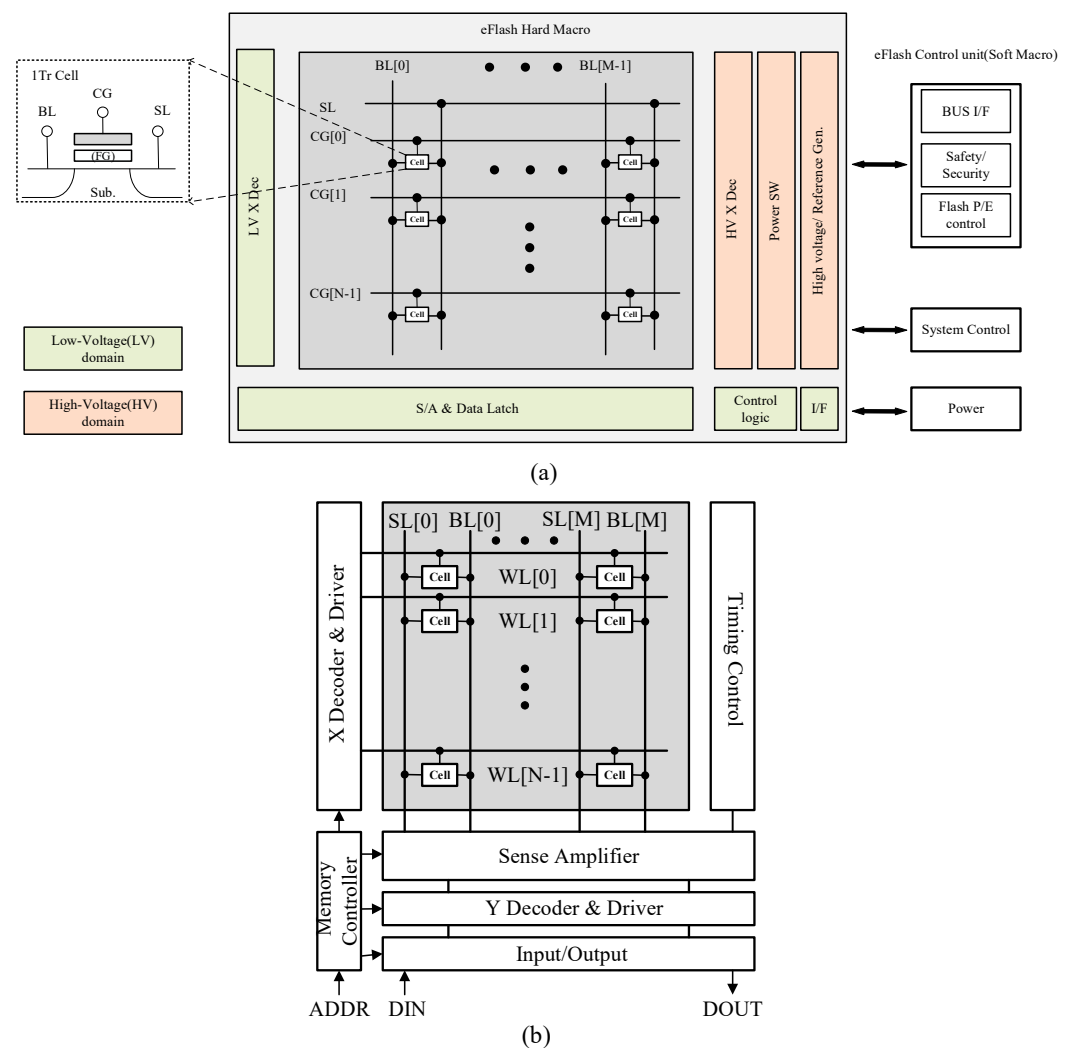 eFlash Hard Macro
eFlash Control unit(Soft Macro)
1Tr Cell
CG
BL
SL
(FG)
Sub.
LV X Dec
BL[0]
BL[M-1]
SL
CG[0]
Cell
Cell
CG[1]
Cell
Cell
CG[N-1]
Cell
Cell
HV X Dec
Power SW
High voltage/ Reference Gen.
BUS I/F
Safety/
Security
Flash P/E
control
System Control
Power
Low-Voltage(LV)
domain
High-Voltage(HV)
domain
S/A & Data Latch
Control
logic
I/F
(a)
X Decoder & Driver
SL[0] BL[0] SL[M] BL[M]
Cell WL[0] Cell
Cell WL[1] Cell
Cell WL[N-1] Cell
Timing Control
Memory
Controller
Sense Amplifier
Y Decoder & Driver
Input/Output
ADDR DIN DOUT
(b)